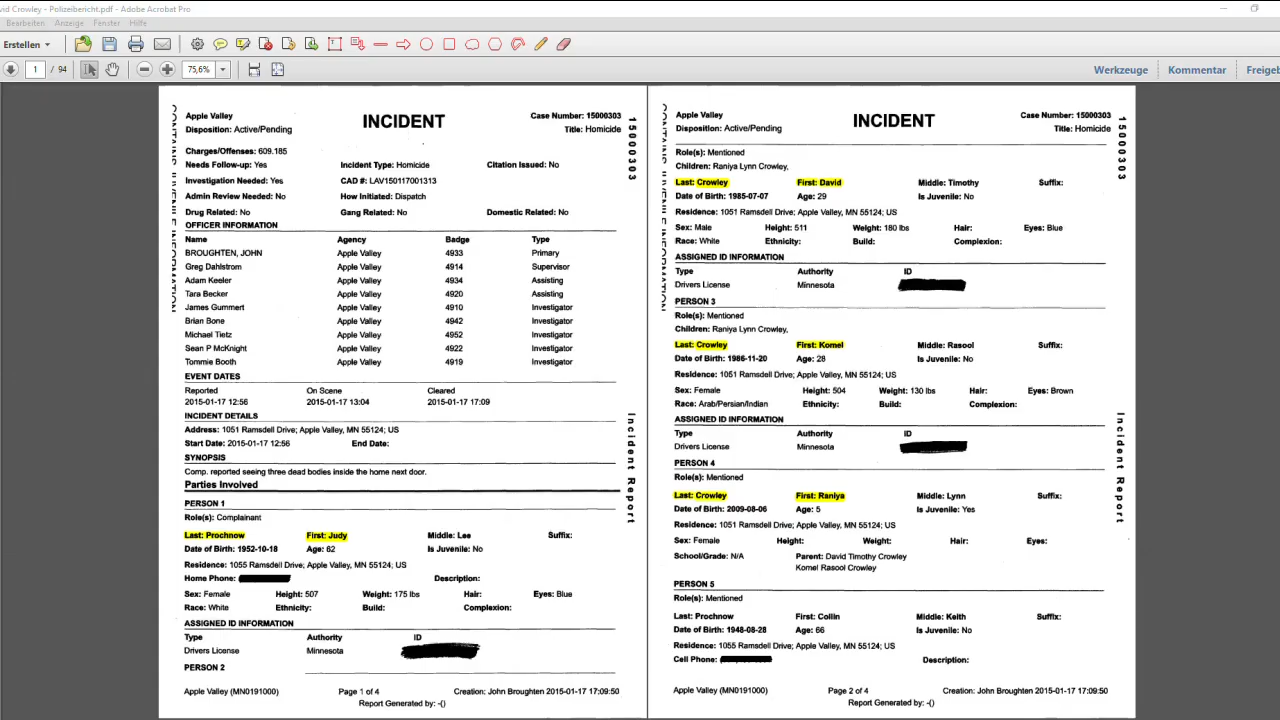 vid Crowley - Polizeibericht.pdf - Adobe Acrobat Pro
Bearbeiten Anzeige Fenster Hilfe
Erstellen
1 / 94 75,6% Werkzeuge Kommentar Freigeb
Apple Valley INCIDENT Case Number: 15000303
Disposition: Active/Pending Title: Homicide
Charges/Offenses: 609.185
Needs Follow-up: Yes Incident Type: Homicide Citation Issued: No
Investigation Needed: Yes CAD #: LAV150117001313
Admin Review Needed: No How Initiated: Dispatch
Drug Related: No Gang Related: No Domestic Related: No
OFFICER INFORMATION
Name Agency Badge Type
BROUGHTEN, JOHN Apple Valley 4933 Primary
Greg Dahlstrom Apple Valley 4914 Supervisor
Adam Keeler Apple Valley 4934 Assisting
Tara Becker Apple Valley 4920 Assisting
James Gummert Apple Valley 4910 Investigator
Brian Bone Apple Valley 4942 Investigator
Michael Tietz Apple Valley 4952 Investigator
Sean P McKnight Apple Valley 4922 Investigator
Tommie Booth Apple Valley 4919 Investigator
EVENT DATES
Reported On Scene Cleared
2015-01-17 12:56 2015-01-17 13:04 2015-01-17 17:09
INCIDENT DETAILS
Address: 1051 Ramsdell Drive; Apple Valley, MN 55124; US
Start Date: 2015-01-17 12:56 End Date:
SYNOPSIS
Comp. reported seeing three dead bodies inside the home next door.
Parties Involved
PERSON 1
Role(s): Complainant
Last: Prochnow First: Judy Middle: Lee Suffix:
Date of Birth: 1952-10-18 Age: 62 Is Juvenile: No
Residence: 1055 Ramsdell Drive; Apple Valley, MN 55124; US
Home Phone: Description:
Sex: Female Height: 507 Weight: 175 lbs Hair: Eyes: Blue
Race: White Ethnicity: Build: Complexion:
ASSIGNED ID INFORMATION
Type Authority ID
Drivers License Minnesota
PERSON 2
Apple Valley (MN0191000) Page 1 of 4 Creation: John Broughten 2015-01-17 17:09:50
Report Generated by: -()
15000303
Incident Report
Apple Valley INCIDENT Case Number: 15000303
Disposition: Active/Pending Title: Homicide
Role(s): Mentioned
Children: Raniya Lynn Crowley,
Last: Crowley First: David Middle: Timothy Suffix:
Date of Birth: 1985-07-07 Age: 29 Is Juvenile: No
Residence: 1051 Ramsdell Drive; Apple Valley, MN 55124; US
Sex: Male Height: 511 Weight: 180 lbs Hair: Eyes: Blue
Race: White Ethnicity: Build: Complexion:
ASSIGNED ID INFORMATION
Type Authority ID
Drivers License Minnesota
PERSON 3
Role(s): Mentioned
Children: Raniya Lynn Crowley,
Last: Crowley First: Komel Middle: Rasool Suffix:
Date of Birth: 1986-11-20 Age: 28 Is Juvenile: No
Residence: 1051 Ramsdell Drive; Apple Valley, MN 55124; US
Sex: Female Height: 504 Weight: 130 lbs Hair: Eyes: Brown
Race: Arab/Persian/Indian Ethnicity: Build: Complexion:
ASSIGNED ID INFORMATION
Type Authority ID
Drivers License Minnesota
PERSON 4
Role(s): Mentioned
Last: Crowley First: Raniya Middle: Lynn Suffix:
Date of Birth: 2009-08-06 Age: 5 Is Juvenile: Yes
Residence: 1051 Ramsdell Drive; Apple Valley, MN 55124; US
Sex: Female Height: Weight: Hair: Eyes:
School/Grade: N/A Parent: David Timothy Crowley
Komel Rasool Crowley
PERSON 5
Role(s): Mentioned
Last: Prochnow First: Collin Middle: Keith Suffix:
Date of Birth: 1948-08-28 Age: 66 Is Juvenile: No
Residence: 1055 Ramsdell Drive; Apple Valley, MN 55124; US
Cell Phone: Description:
Apple Valley (MN0191000) Page 2 of 4 Creation: John Broughten 2015-01-17 17:09:50
Report Generated by: -()
15000303
Incident Report